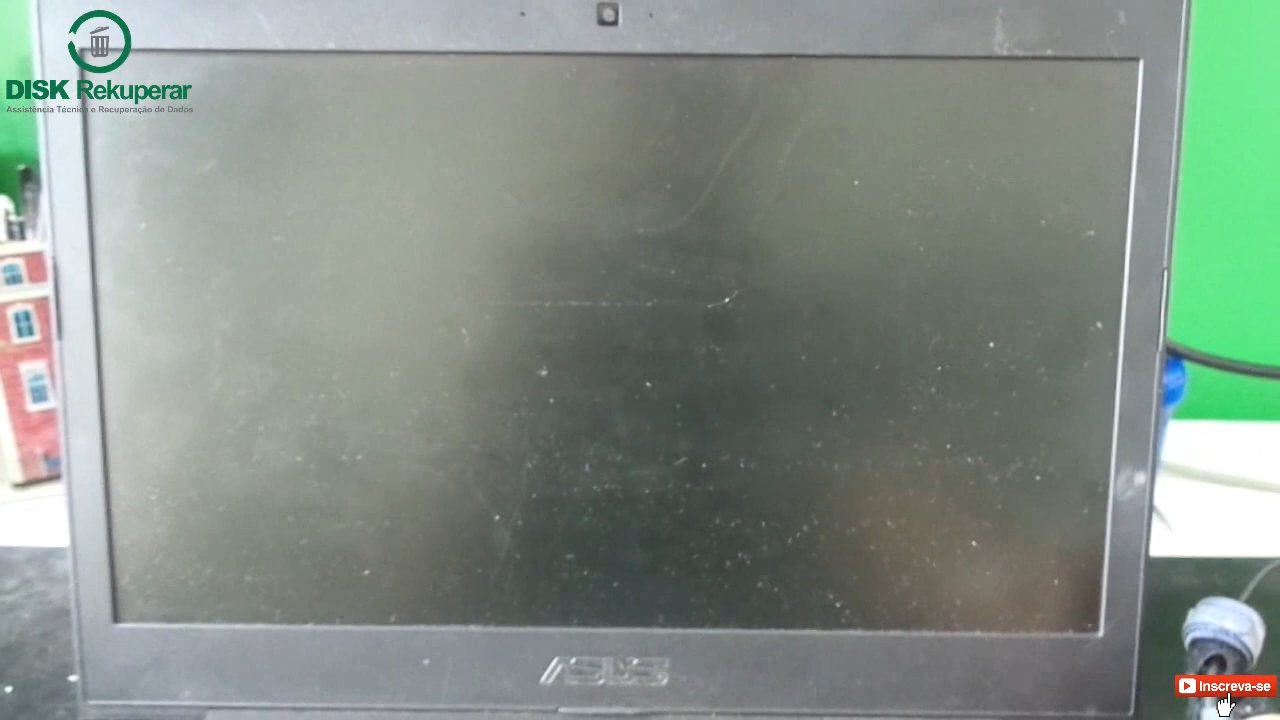 DISK Rekuperar
Assistência Técnica e Recuperação de Dados
ASUS
Inscreva-se